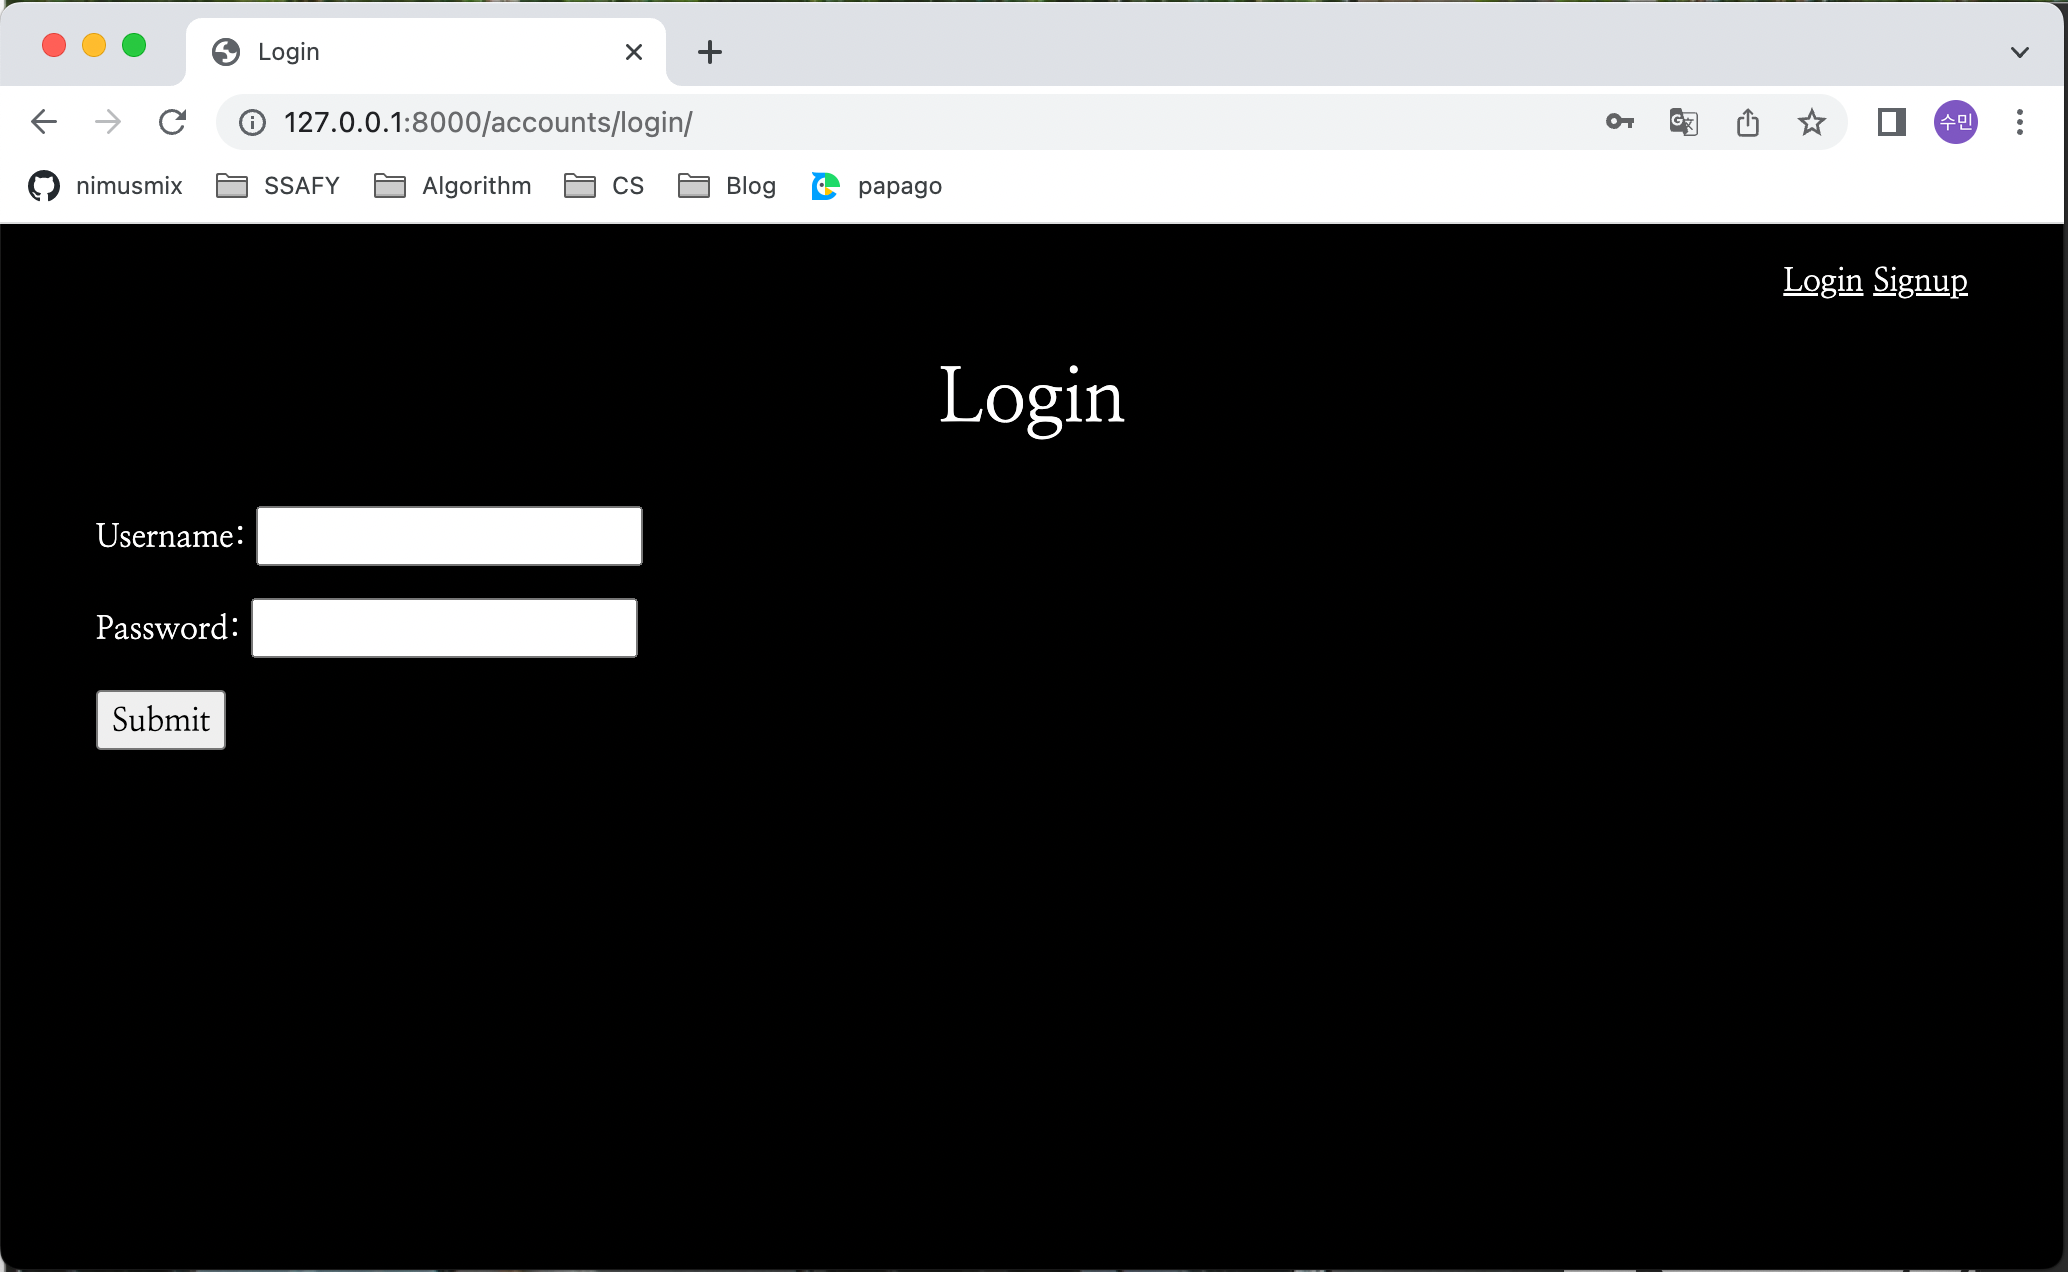 Login
127.0.0.1:8000/accounts/login/
수민
nimusmix SSAFY Algorithm CS Blog papago
Login Signup
Login
Username:
Password:
Submit